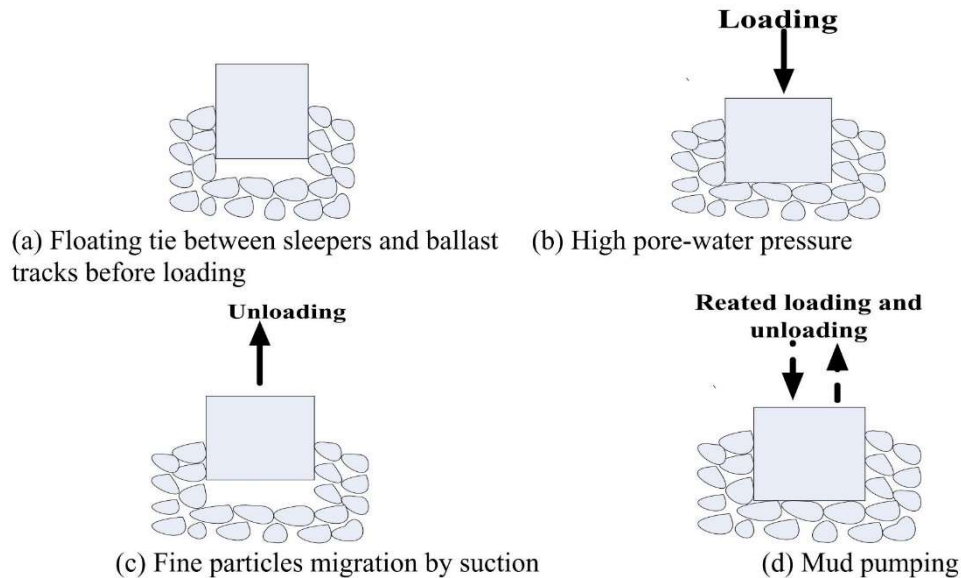 Loading
(a) Floating tie between sleepers and ballast
tracks before loading
(b) High pore-water pressure
Unloading
(c) Fine particles migration by suction
Reated loading and
unloading
(d) Mud pumping